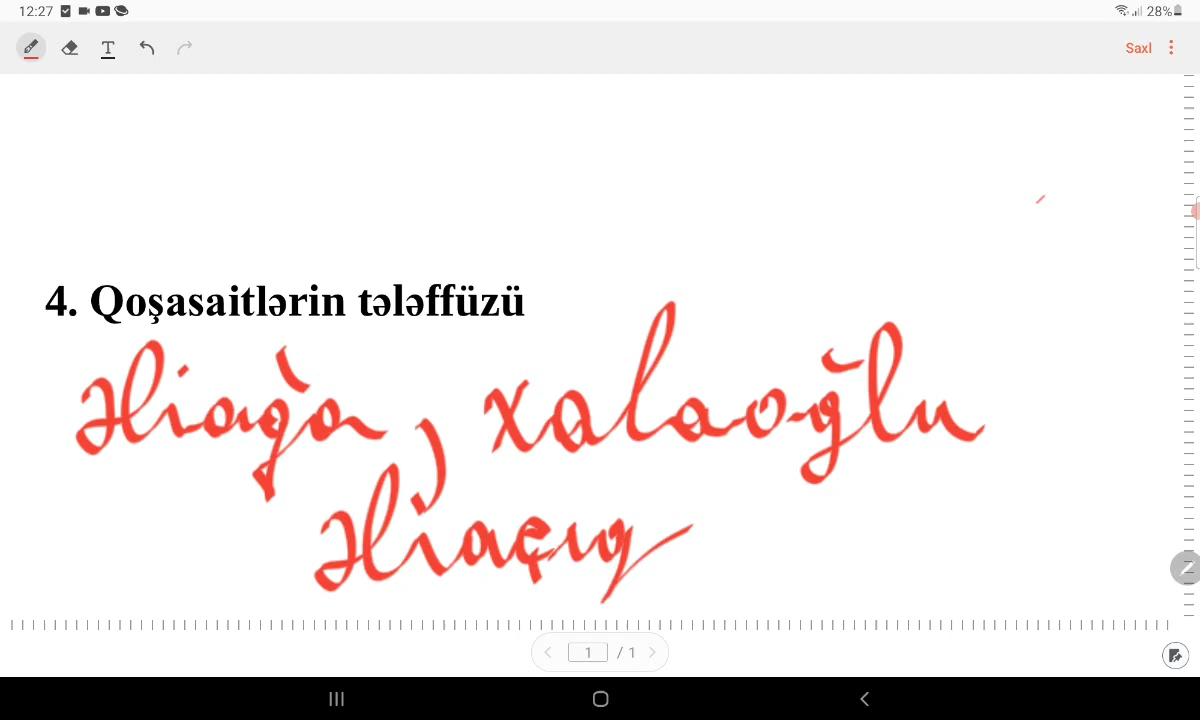 12:27 28%
T Saxl
4. Qoşasaitlərin tələffüzü
Əliağa, xalaoğlu
Əliaçıq
1 / 1